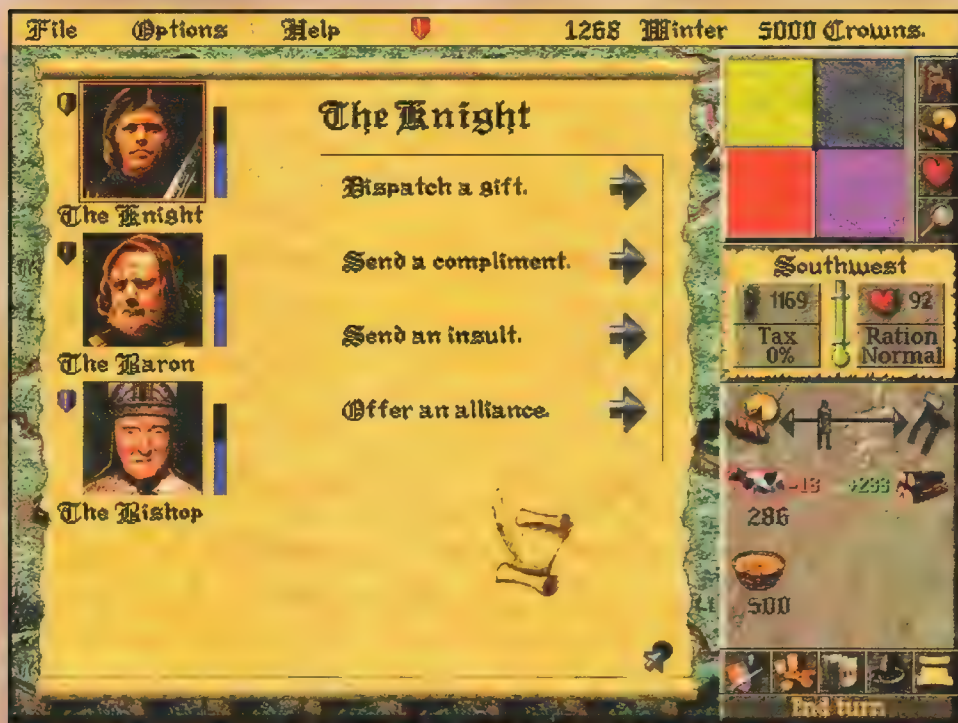 File Options Help 1268 Winter 5000 Crowns.
The Knight
The Baron
The Bishop
The Knight
Dispatch a gift.
Send a compliment.
Send an insult.
Offer an alliance.
Southwest
1169 92
Tax Ration
0% Normal
-13 +233
286
500
End turn